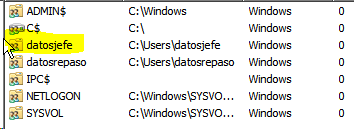 ADMIN$ C:\Windows Windows 0
C$ C:\ Windows 0
datosjefe C:\Users\datosjefe Windows 0
datosrepaso C:\Users\datosrepaso Windows 0
IPC$ Windows 0
NETLOGON C:\Windows\SYSVO... Windows 0
SYSVOL C:\Windows\SYSVO... Windows 0